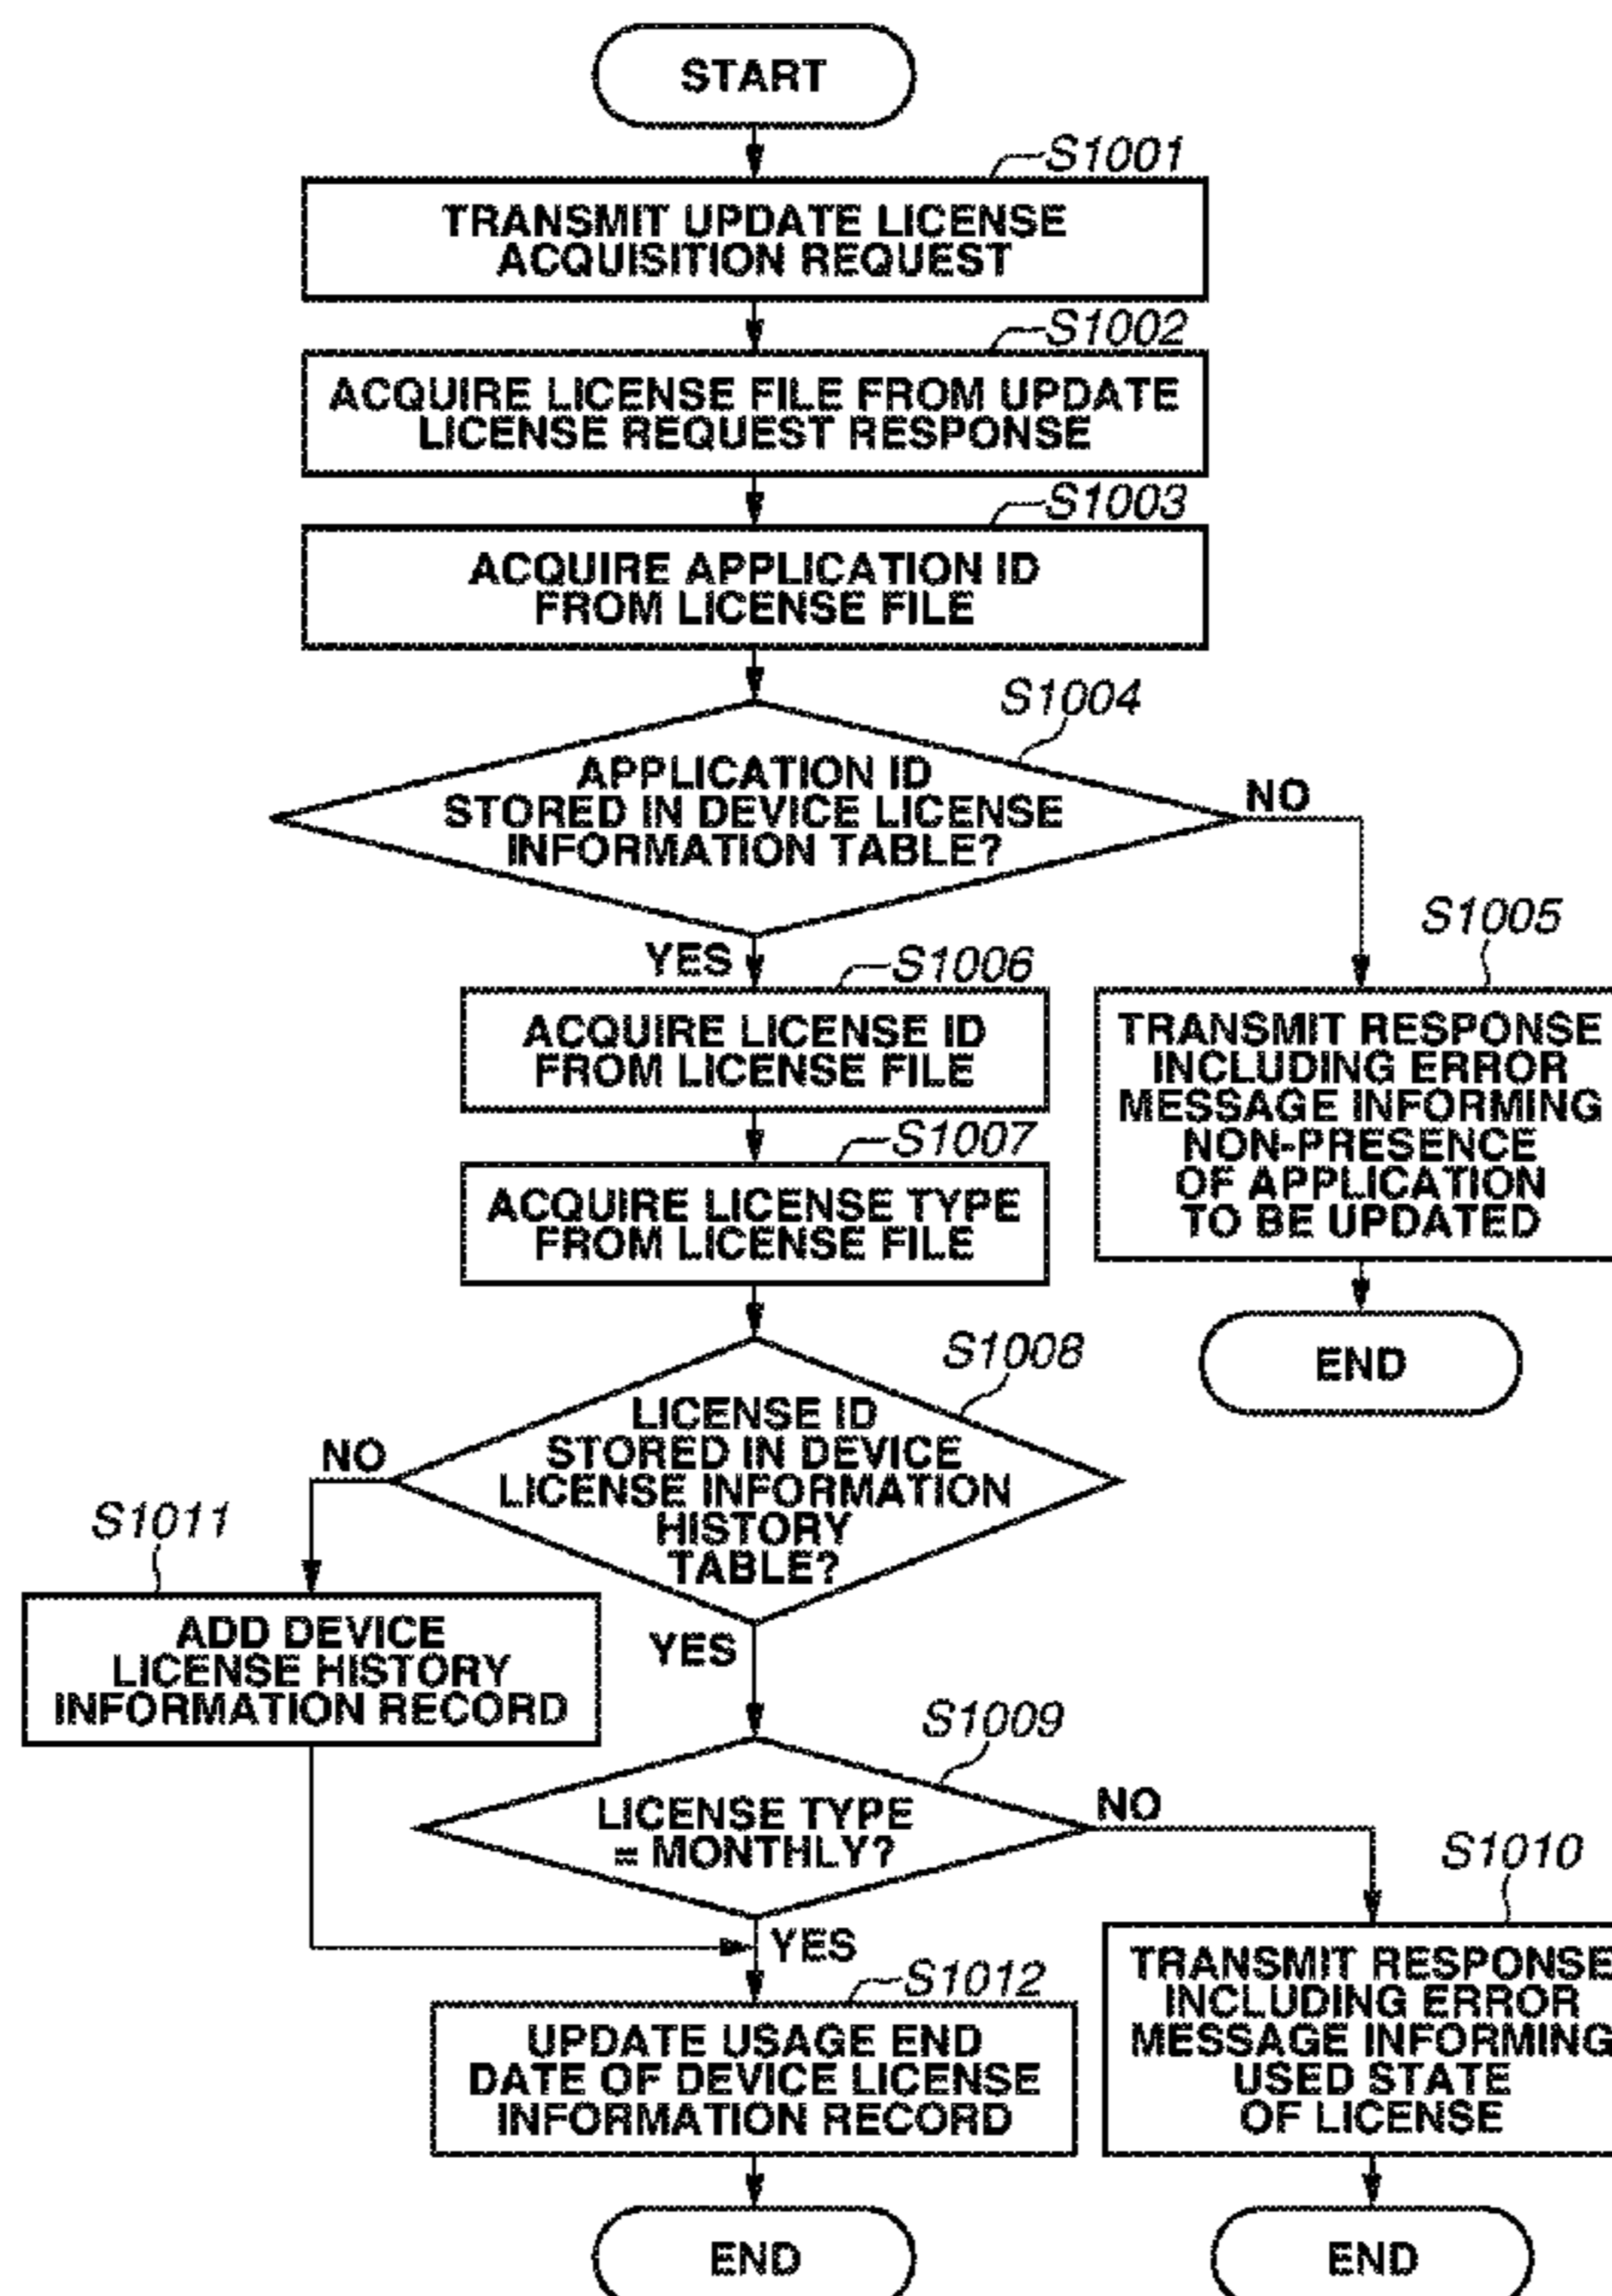 START
S1001
TRANSMIT UPDATE LICENSE
ACQUISITION REQUEST
S1002
ACQUIRE LICENSE FILE FROM UPDATE
LICENSE REQUEST RESPONSE
S1003
ACQUIRE APPLICATION ID
FROM LICENSE FILE
S1004
APPLICATION ID
STORED IN DEVICE LICENSE
INFORMATION TABLE?
NO
YES
S1005
TRANSMIT RESPONSE
INCLUDING ERROR
MESSAGE INFORMING
NON-PRESENCE
OF APPLICATION
TO BE UPDATED
END
S1006
ACQUIRE LICENSE ID
FROM LICENSE FILE
S1007
ACQUIRE LICENSE TYPE
FROM LICENSE FILE
S1008
LICENSE ID
STORED IN DEVICE
LICENSE INFORMATION
HISTORY
TABLE?
NO
YES
S1011
ADD DEVICE
LICENSE HISTORY
INFORMATION RECORD
S1009
LICENSE TYPE
= MONTHLY?
NO
YES
S1010
TRANSMIT RESPONSE
INCLUDING ERROR
MESSAGE INFORMING
USED STATE
OF LICENSE
END
S1012
UPDATE USAGE END
DATE OF DEVICE LICENSE
INFORMATION RECORD
END